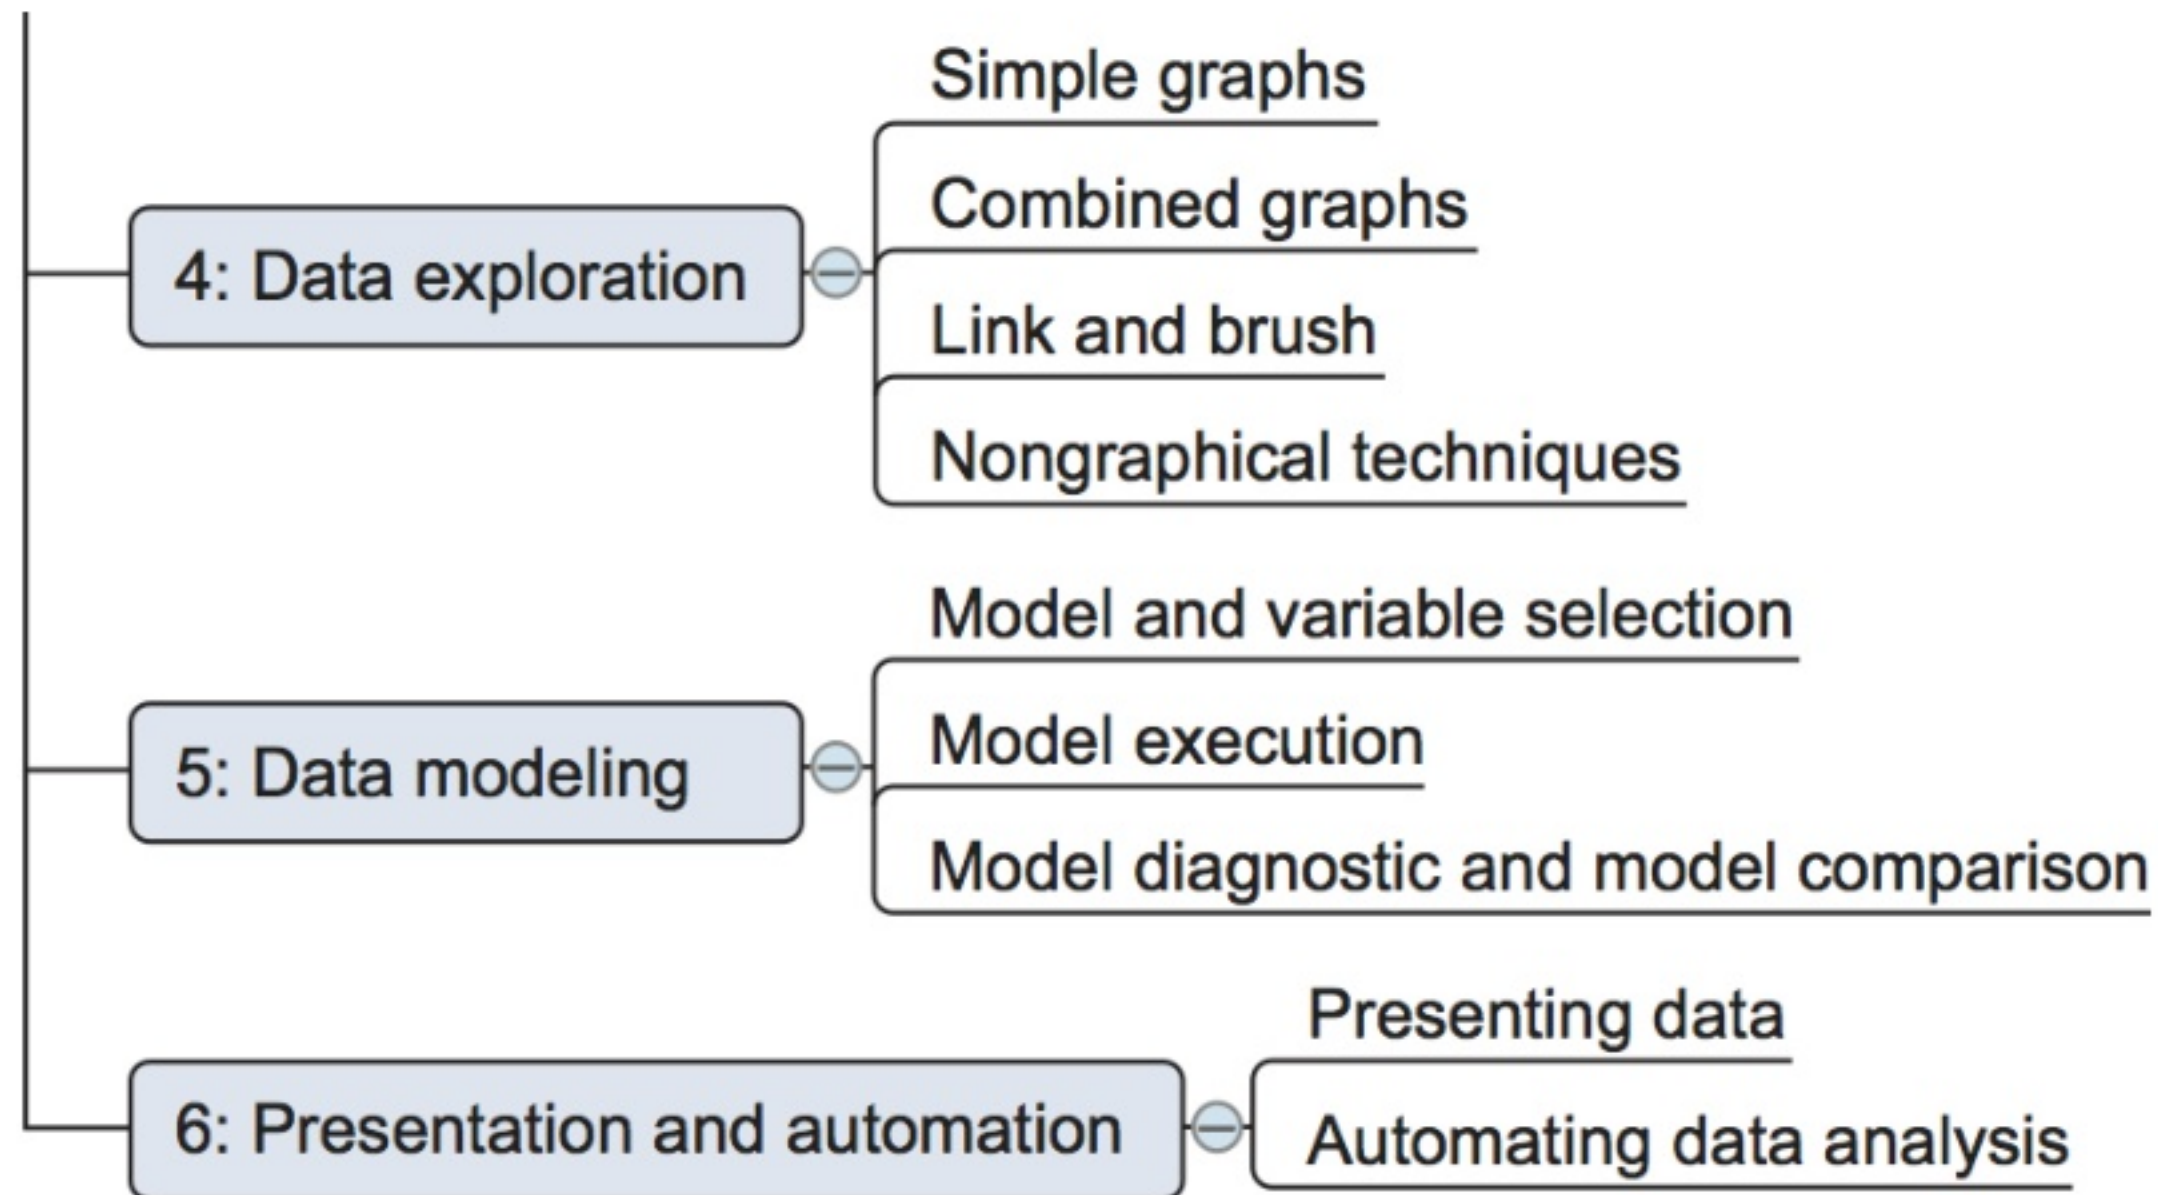 Simple graphs
Combined graphs
4: Data exploration
Link and brush
Nongraphical techniques
Model and variable selection
Model execution
5: Data modeling
Model diagnostic and model comparison
Presenting data
6: Presentation and automation
Automating data analysis